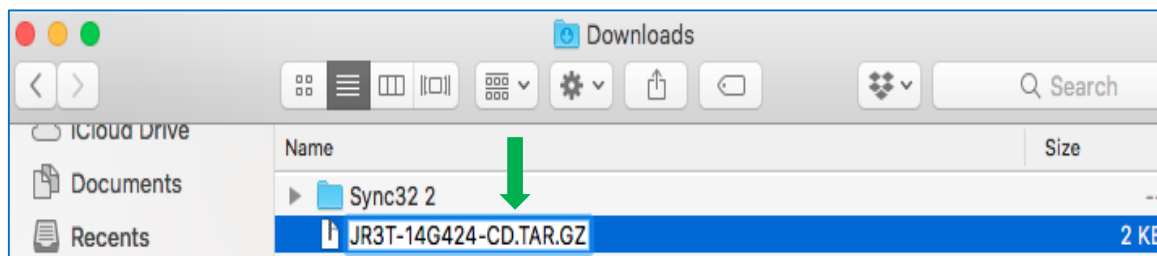 Downloads
Search
iCloud Drive
Name
Size
Documents
Sync32 2
--
Recents
JR3T-14G424-CD.TAR.GZ
2 KB